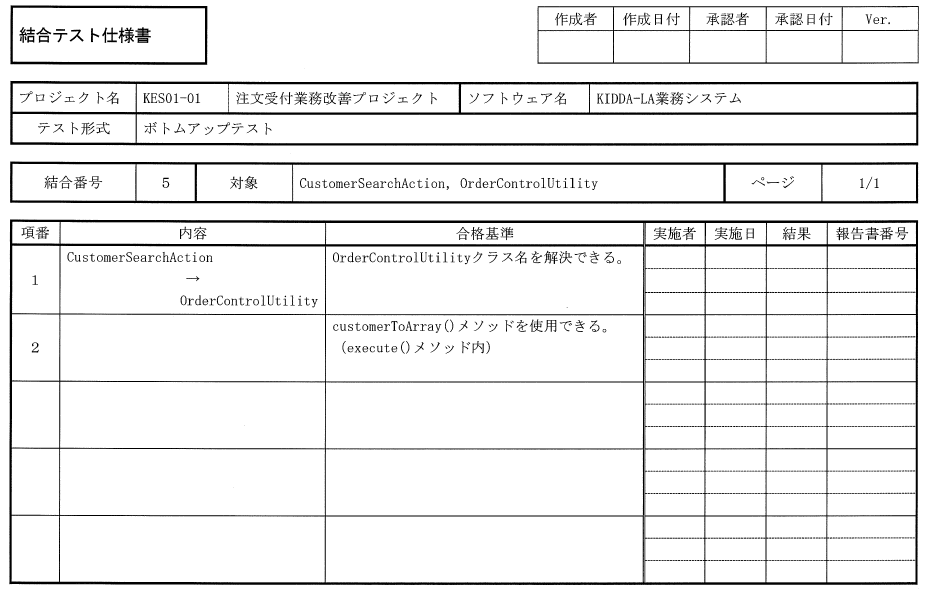 結合テスト仕様書
作成者 作成日付 承認者 承認日付 Ver.
プロジェクト名 KES01-01 注文受付業務改善プロジェクト ソフトウェア名 KIDDA-LA業務システム
テスト形式 ボトムアップテスト
結合番号 5 対象 CustomerSearchAction, OrderControlUtility ページ 1/1
項番 内容 合格基準 実施者 実施日 結果 報告書番号
1 CustomerSearchAction OrderControlUtilityクラス名を解決できる。
→
OrderControlUtility
customerToArray()メソッドを使用できる。
2 (execute()メソッド内)